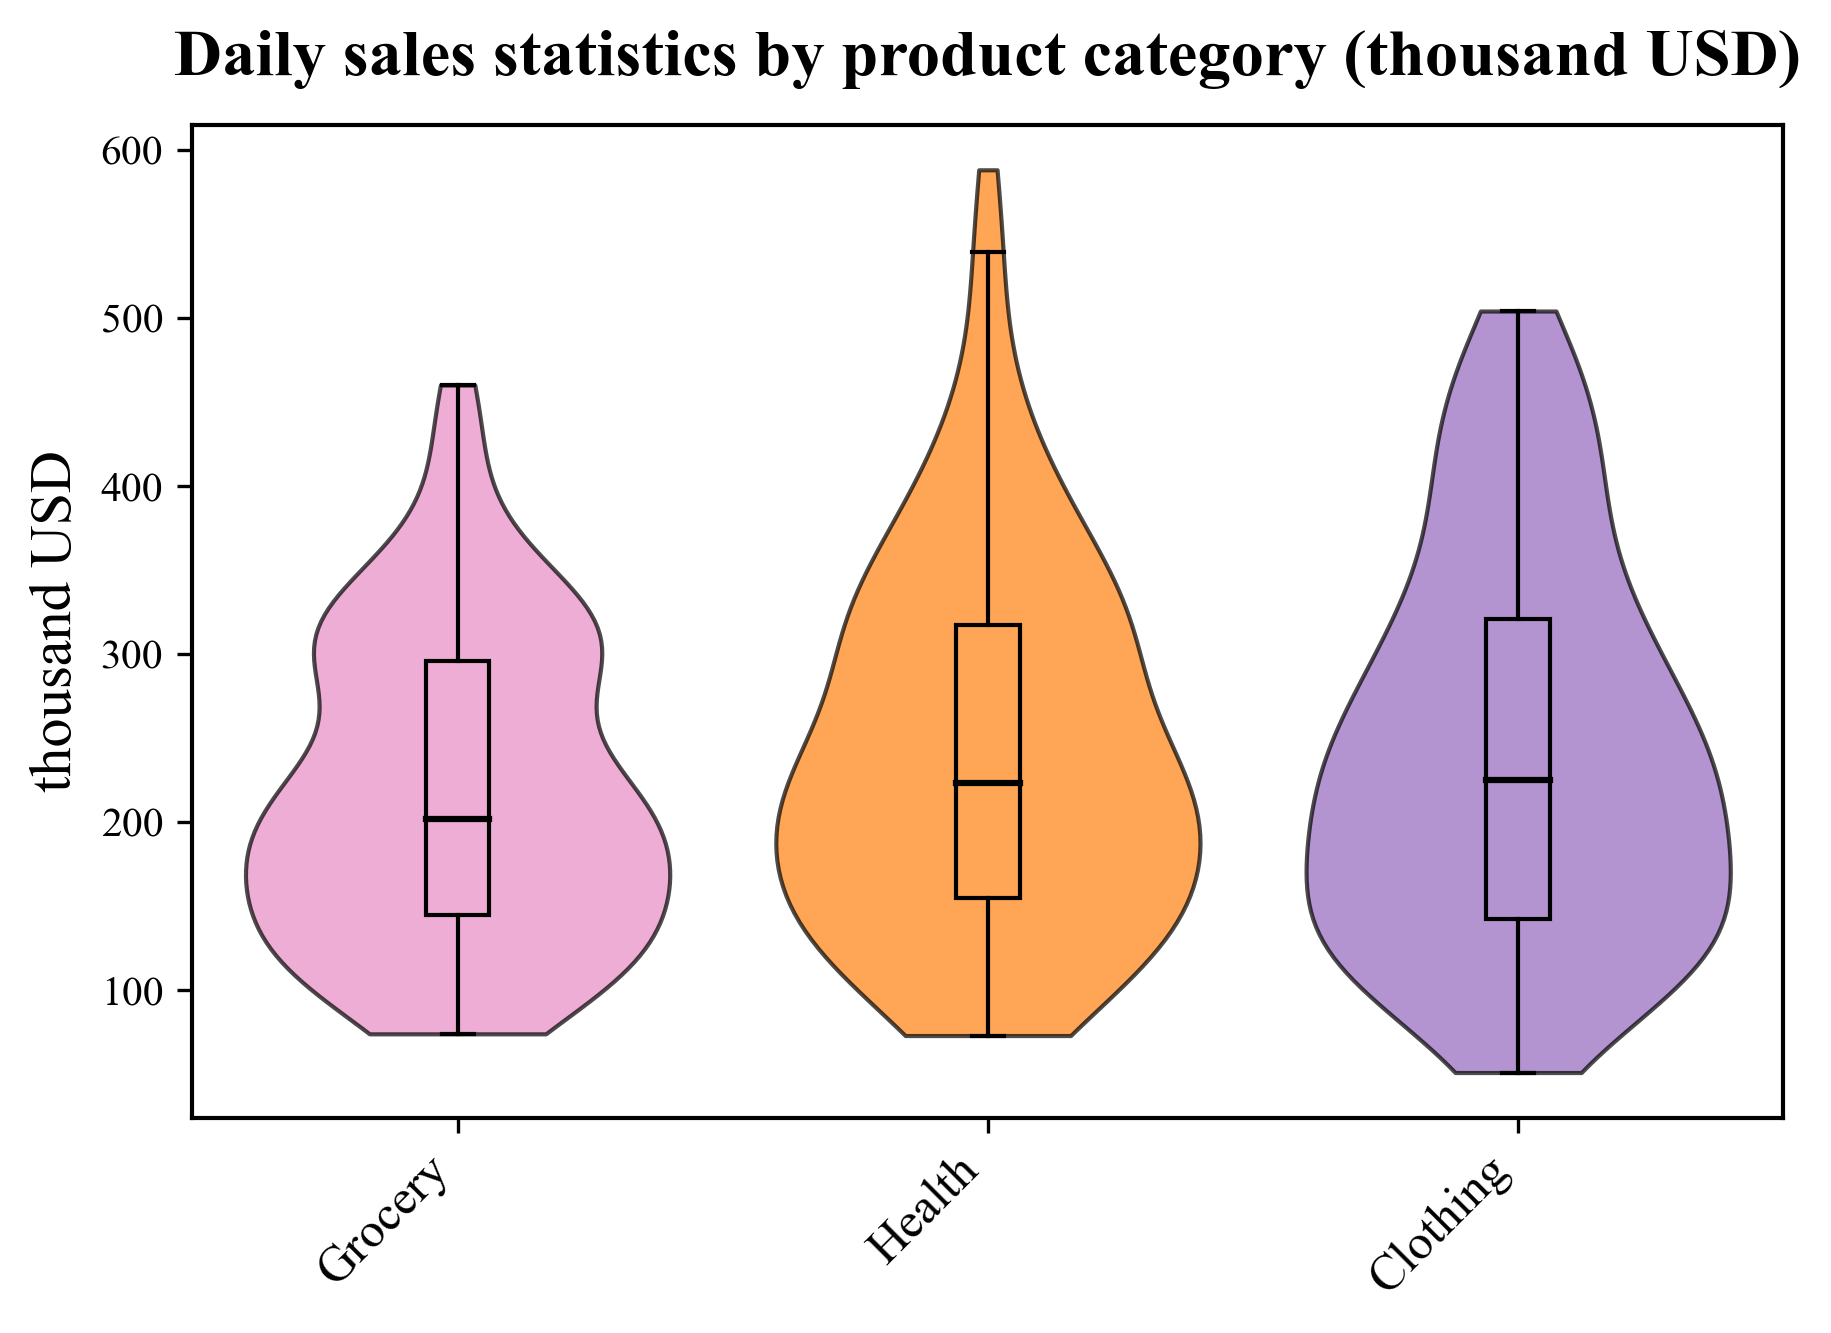 Daily sales statistics by product category (thousand USD)
thousand USD
600
500
400
300
200
100
Grocery
Health
Clothing